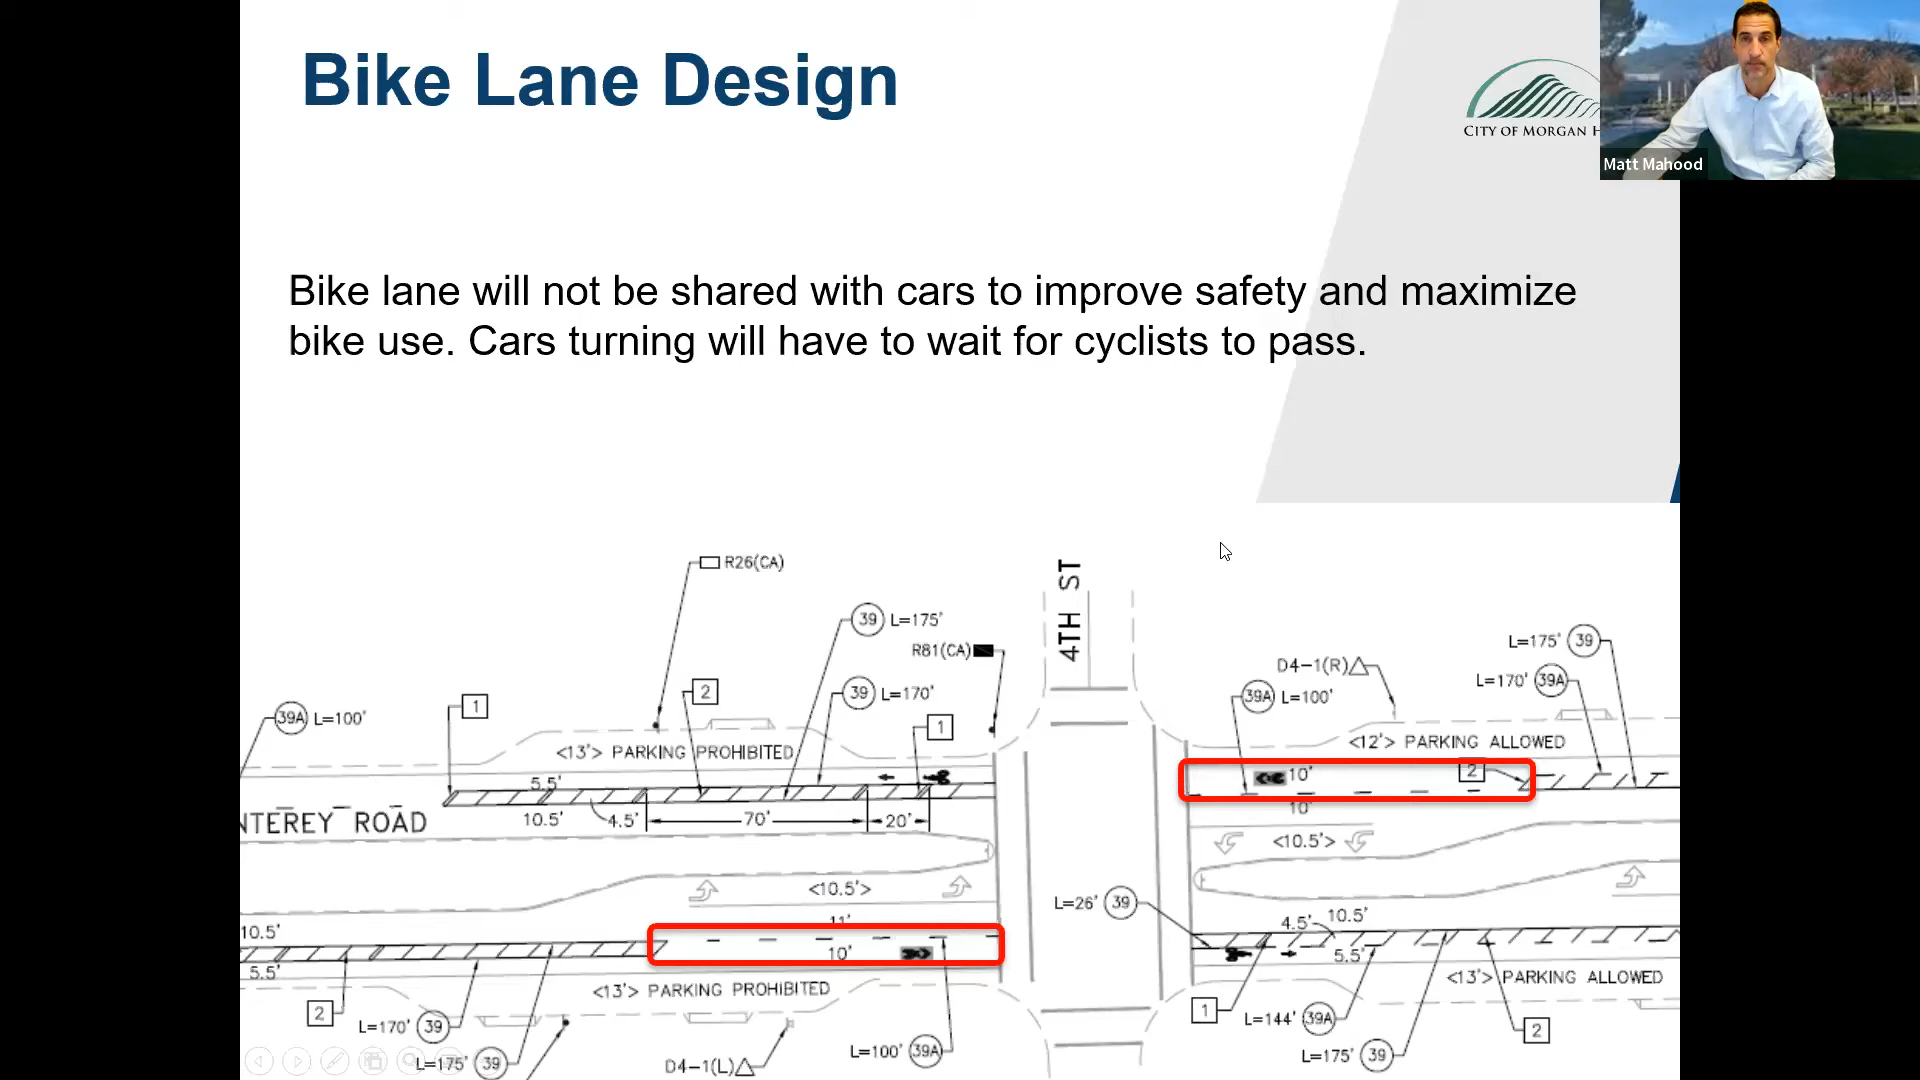 Bike Lane Design
CITY OF MORGAN H
Matt Mahood
Bike lane will not be shared with cars to improve safety and maximize
bike use. Cars turning will have to wait for cyclists to pass.
R26(CA)
4TH ST
39 L=175'
R81(CA)
L=175' 39
D4-1(R)
L=170' 39A
2
39 L=170'
39A L=100'
1
39A L=100'
1
<13'> PARKING PROHIBITED
<12'> PARKING ALLOWED
5.5'
10'
2
NTEREY ROAD
10.5'
4.5'
70'
20'
10'
<10.5'>
<10.5'>
L=26' 39
11'
4.5'
10.5'
10.5'
10'
5.5'
5.5'
<13'> PARKING PROHIBITED
<13'> PARKING ALLOWED
2
L=170' 39
1
L=144' 39A
2
L=175' 39
D4-1(L)
L=100' 39A
L=175' 39